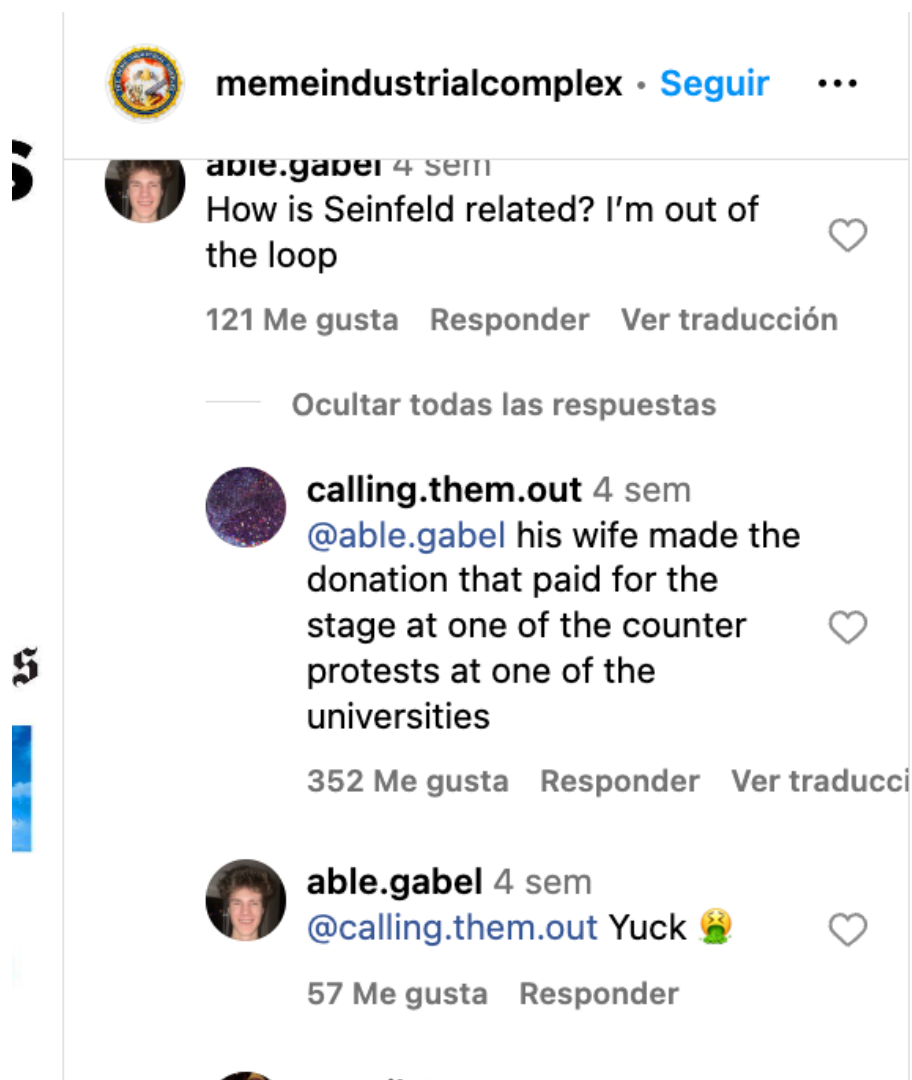 memeindustrialcomplex • Seguir
able.gabel 4 sem
How is Seinfeld related? I’m out of
the loop
121 Me gusta Responder Ver traducción
Ocultar todas las respuestas
calling.them.out 4 sem
@able.gabel his wife made the
donation that paid for the
stage at one of the counter
protests at one of the
universities
352 Me gusta Responder Ver traducci
able.gabel 4 sem
@calling.them.out Yuck 🤮
57 Me gusta Responder